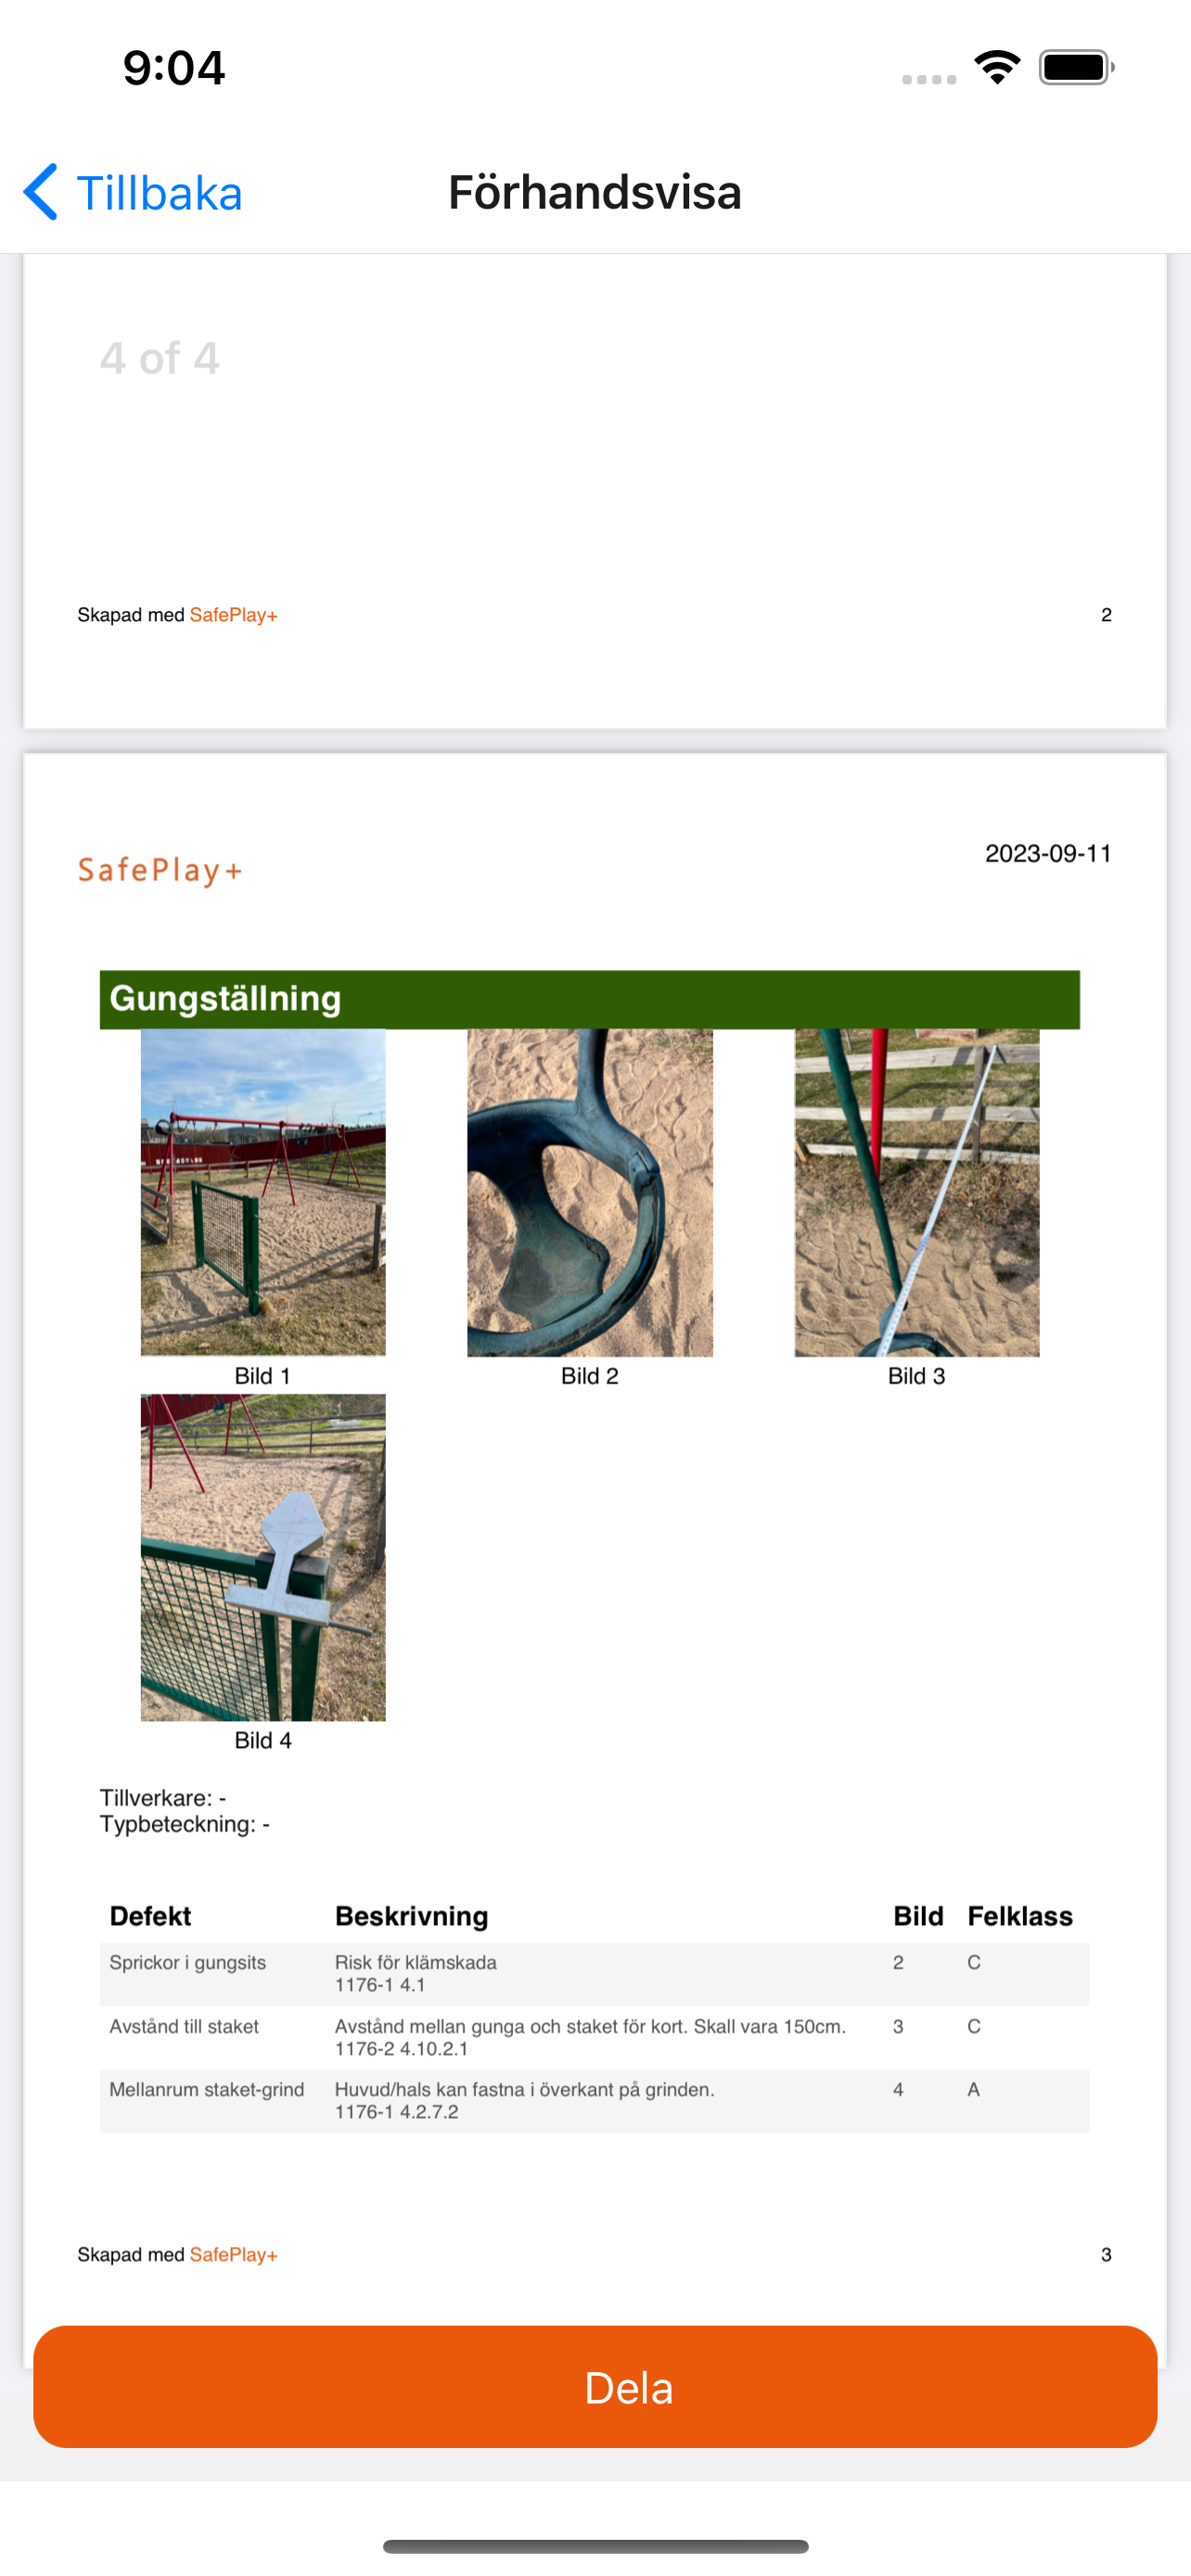 9:04
Tillbaka
Förhandsvisa
4 of 4
Skapad med SafePlay+
2
SafePlay+
2023-09-11
Gungställning
Bild 1
Bild 2
Bild 3
Bild 4
Tillverkare: -
Typbeteckning: -
Defekt Beskrivning Bild Felklass
Sprickor i gungsits Risk för klämskada 2 C
1176-1 4.1
Avstånd till staket Avstånd mellan gunga och staket för kort. Skall vara 150cm. 3 C
1176-2 4.10.2.1
Mellanrum staket-grind Huvud/hals kan fastna i överkant på grinden. 4 A
1176-1 4.2.7.2
Skapad med SafePlay+
3
Dela